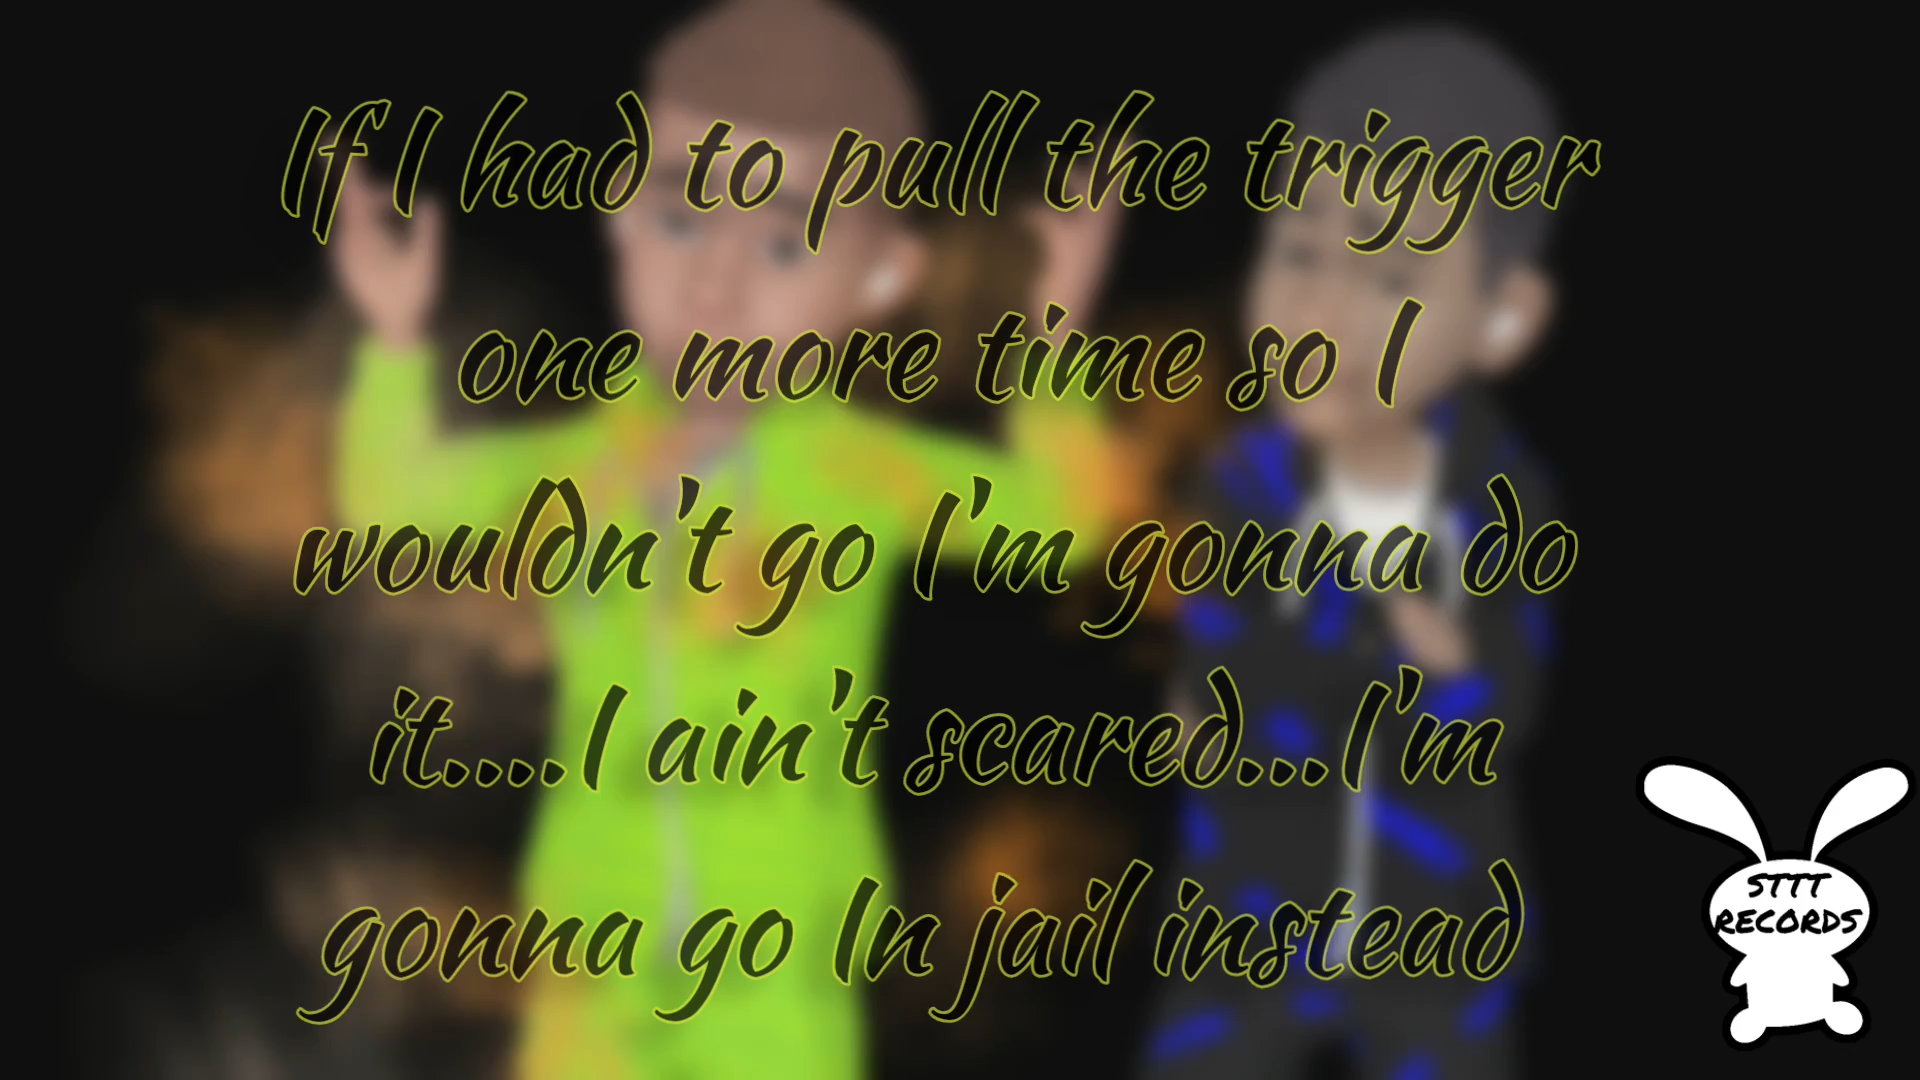 If I had to pull the trigger
one more time so I
wouldn't go I'm gonna do
it....I ain't scared...I'm
gonna go In jail instead
STTT
RECORDS